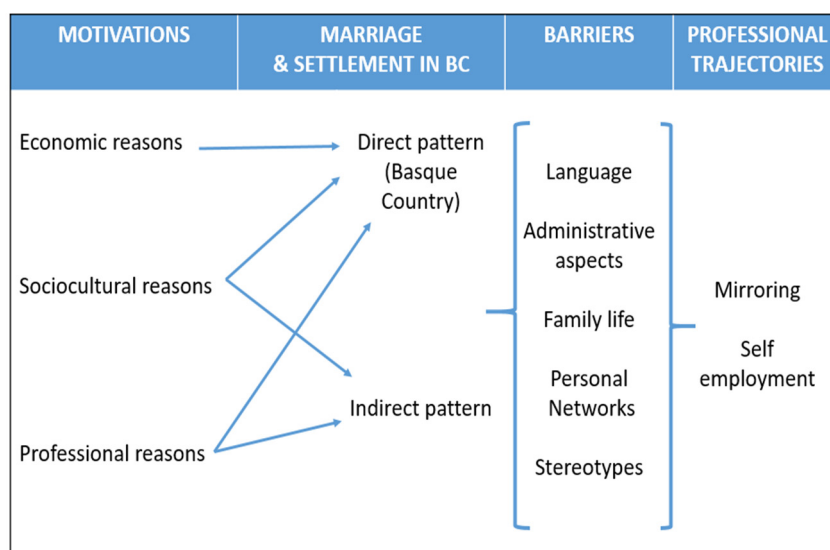 MOTIVATIONS
MARRIAGE
& SETTLEMENT IN BC
BARRIERS
PROFESSIONAL
TRAJECTORIES
Economic reasons
Sociocultural reasons
Professional reasons
Direct pattern
(Basque
Country)
Indirect pattern
Language
Administrative
aspects
Family life
Personal
Networks
Stereotypes
Mirroring
Self
employment